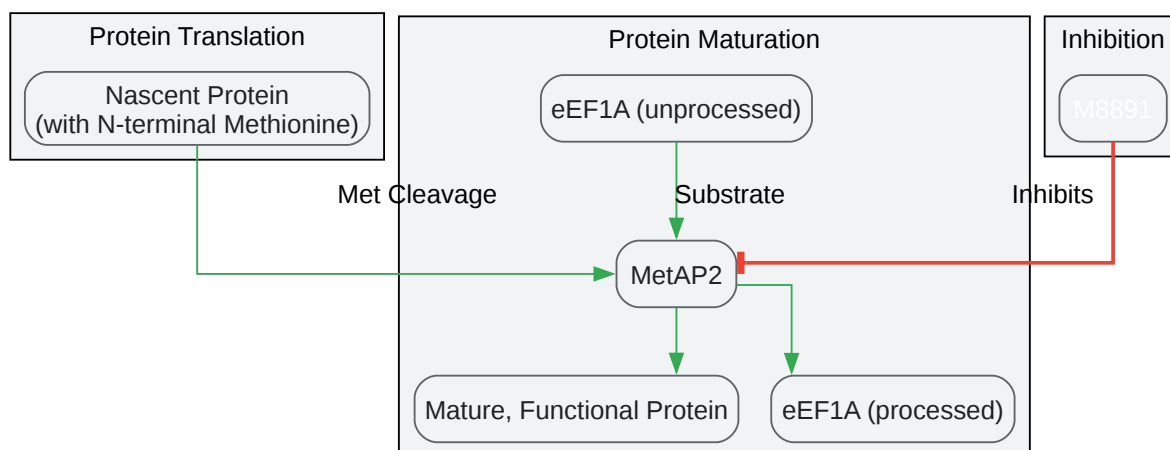 Protein Translation
Protein Maturation
Inhibition
Nascent Protein
(with N-terminal Methionine)
eEF1A (unprocessed)
M8891
Met Cleavage
Substrate
Inhibits
MetAP2
Mature, Functional Protein
eEF1A (processed)